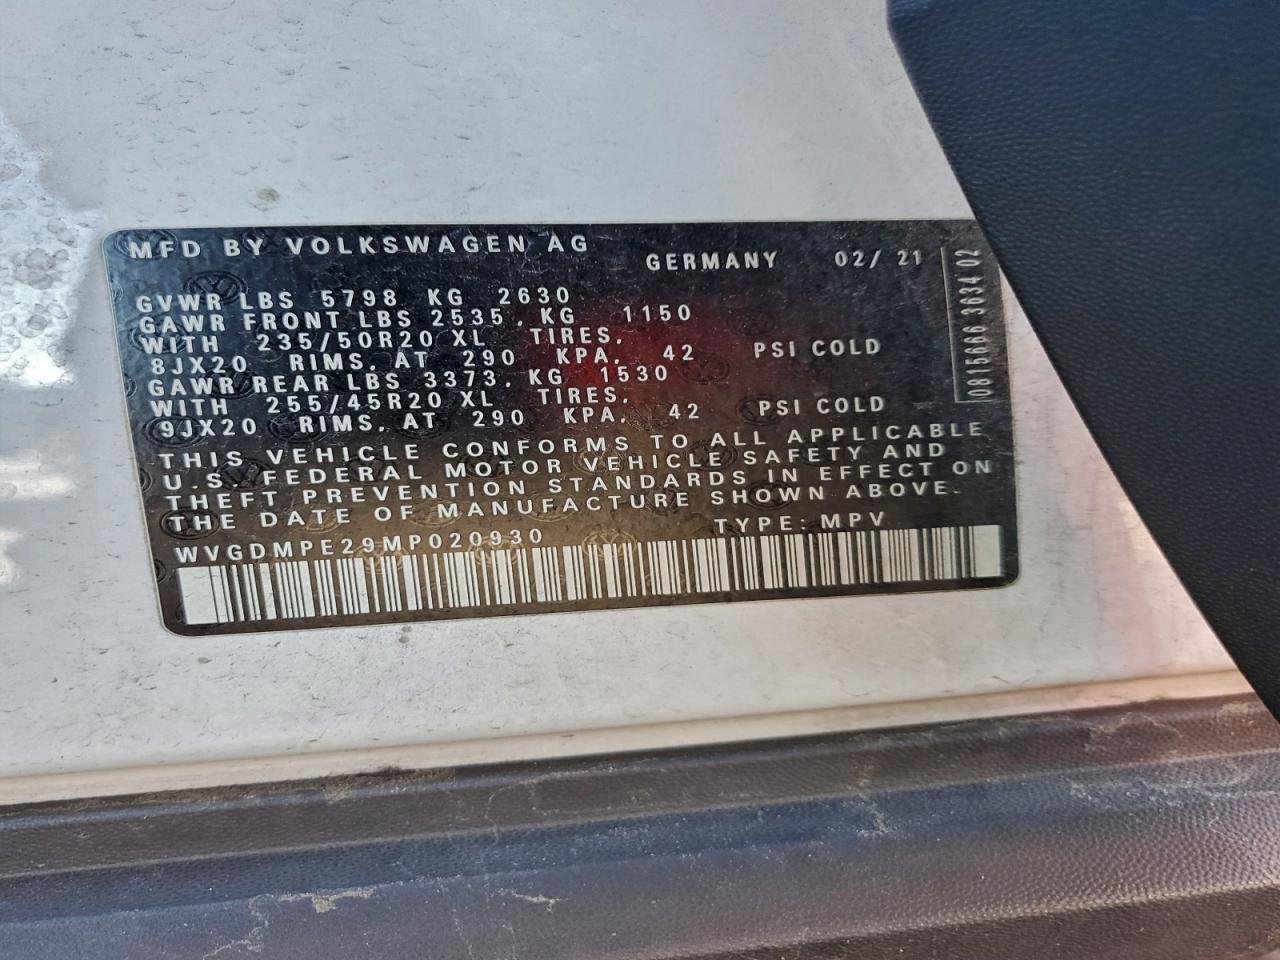 MFD BY VOLKSWAGEN AG
GERMANY 02/ 21
GVWR LBS 5798 KG 2630
GAWR FRONT LBS 2535. KG 1150
WITH 235/50R20 XL TIRES.
8JX20 RIMS. AT 290 KPA. 42 PSI COLD
GAWR REAR LBS 3373. KG 1530
WITH 255/45R20 XL TIRES.
9JX20 RIMS. AT 290 KPA. 42 PSI COLD
THIS VEHICLE CONFORMS TO ALL APPLICABLE
U.S. FEDERAL MOTOR VEHICLE SAFETY AND
THEFT PREVENTION STANDARDS IN EFFECT ON
THE DATE OF MANUFACTURE SHOWN ABOVE.
TYPE: MPV
WVGDMPE29MP020930
0815666 3634 02